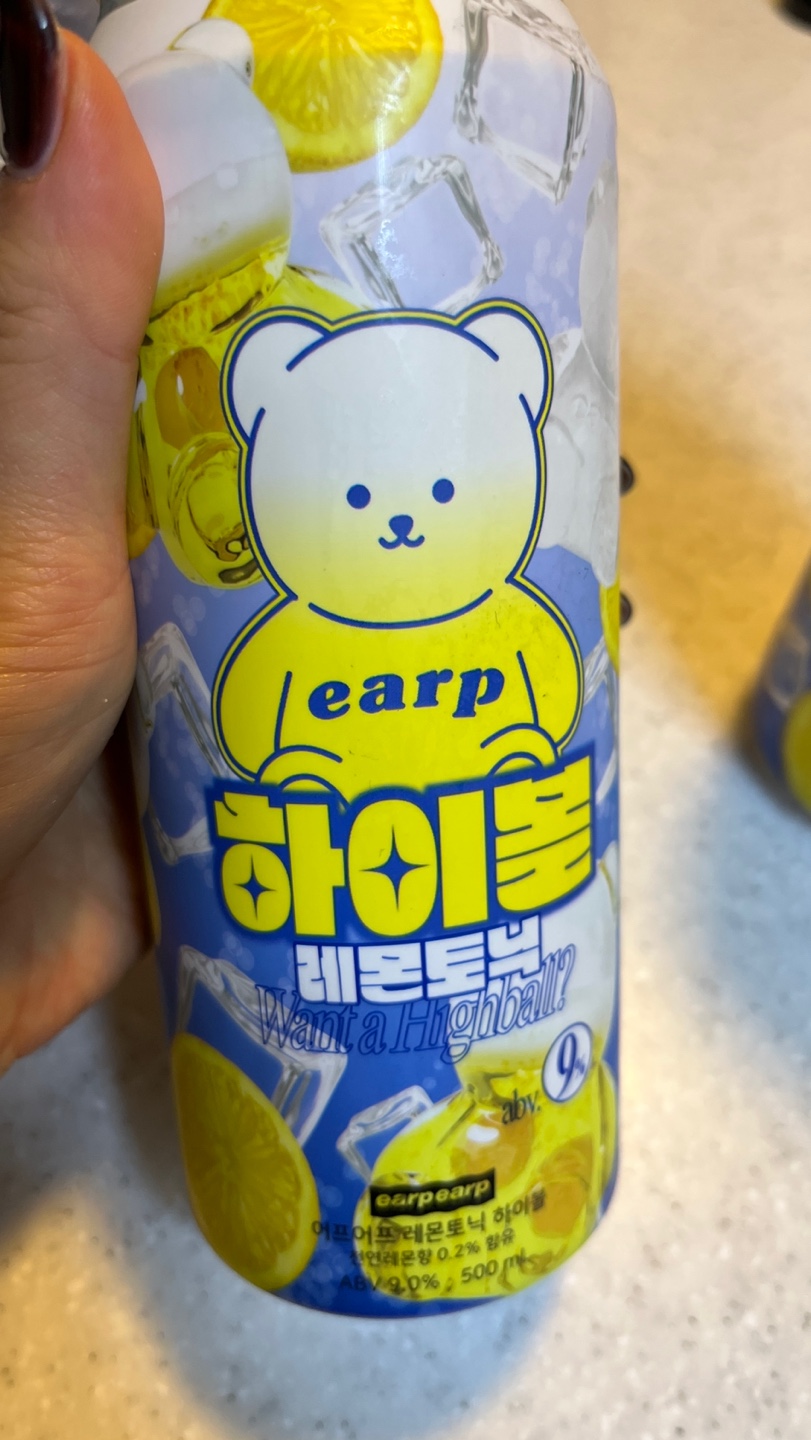 earp
하이볼
레몬토닉
Want a Highball?
9%
abv.
earpearp
어프어프 레몬토닉 하이볼
천연레몬향 0.2% 함유
ABV 9.0% , 500 ml